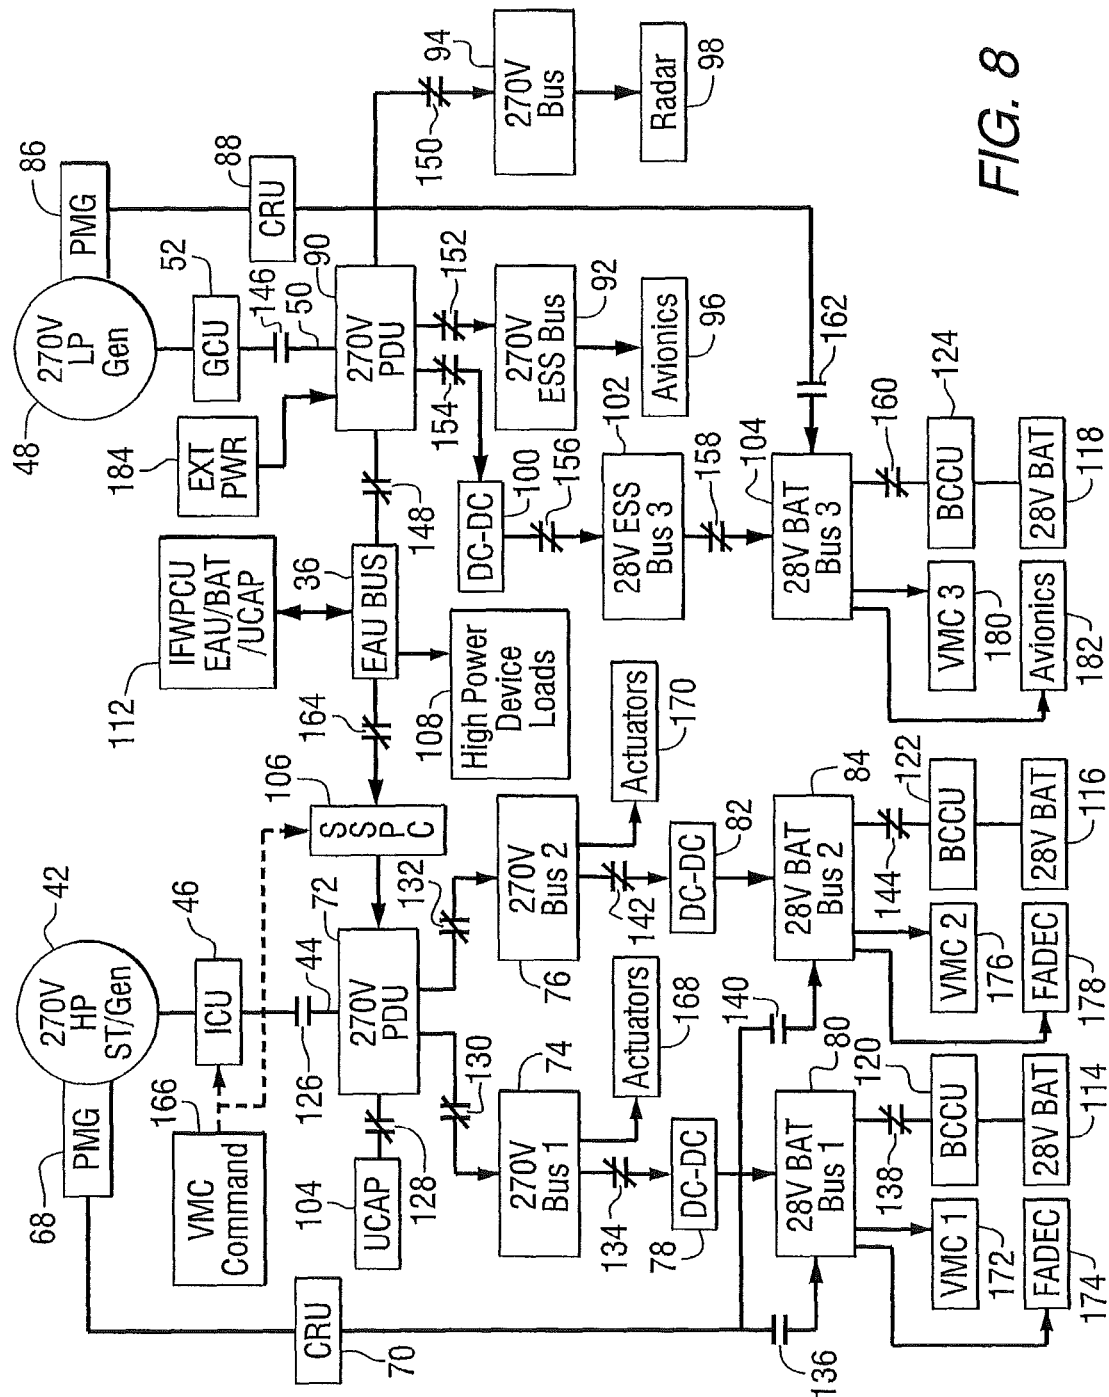 42
270V
HP
ST/Gen
PMG
68
166
VMC
Command
ICU
46
126
44
CRU
70
104
UCAP
128
270V
PDU
72
106
S
S
P
C
164
130
132
112
IFWPCU
EAU/BAT
/UCAP
36
EAU BUS
148
108
High Power
Device
Loads
48
270V
LP
Gen
PMG
86
GCU
52
146
50
184
EXT
PWR
270V
PDU
90
CRU
88
150
94
270V
Bus
Radar
98
154
152
270V
ESS Bus
92
Avionics
96
DC-DC
100
156
28V ESS
Bus 3
102
158
74
270V
Bus 1
Actuators
168
134
DC-DC
78
76
270V
Bus 2
Actuators
170
142
DC-DC
82
136
140
28V BAT
Bus 1
80
138
120
BCCU
28V BAT
114
VMC 1
172
FADEC
174
28V BAT
Bus 2
84
144
122
BCCU
28V BAT
116
VMC 2
176
FADEC
178
28V BAT
Bus 3
104
162
160
124
BCCU
28V BAT
118
VMC 3
180
Avionics
182
FIG. 8